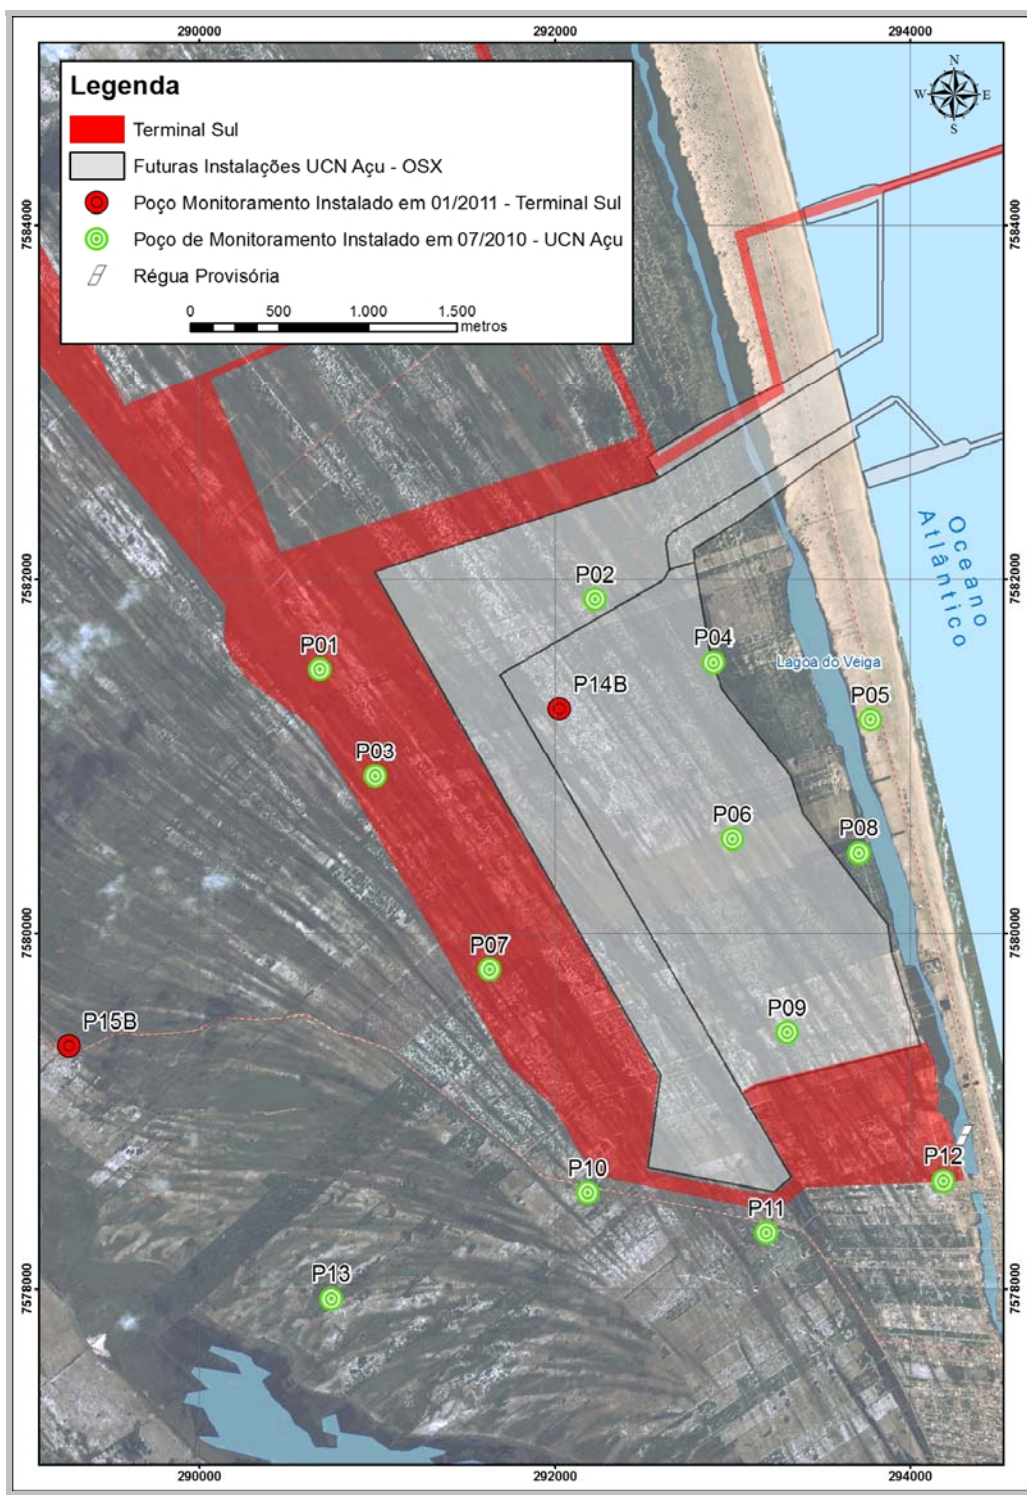 290000 292000 294000
N
W E
S
Legenda
Terminal Sul
Futuras Instalações UCN Açu - OSX
Poço Monitoramento Instalado em 01/2011 - Terminal Sul
Poço de Monitoramento Instalado em 07/2010 - UCN Açu
Régua Provisória
0 500 1.000 1.500
metros
7584000 7584000
Oceano
Atlântico
7582000 7582000
P02
P04
P01
Lagoa do Veiga
P14B
P05
P03
P06
P08
7580000 7580000
P07
P09
P15B
P12
P10
P11
P13
7578000 7578000
290000 292000 294000